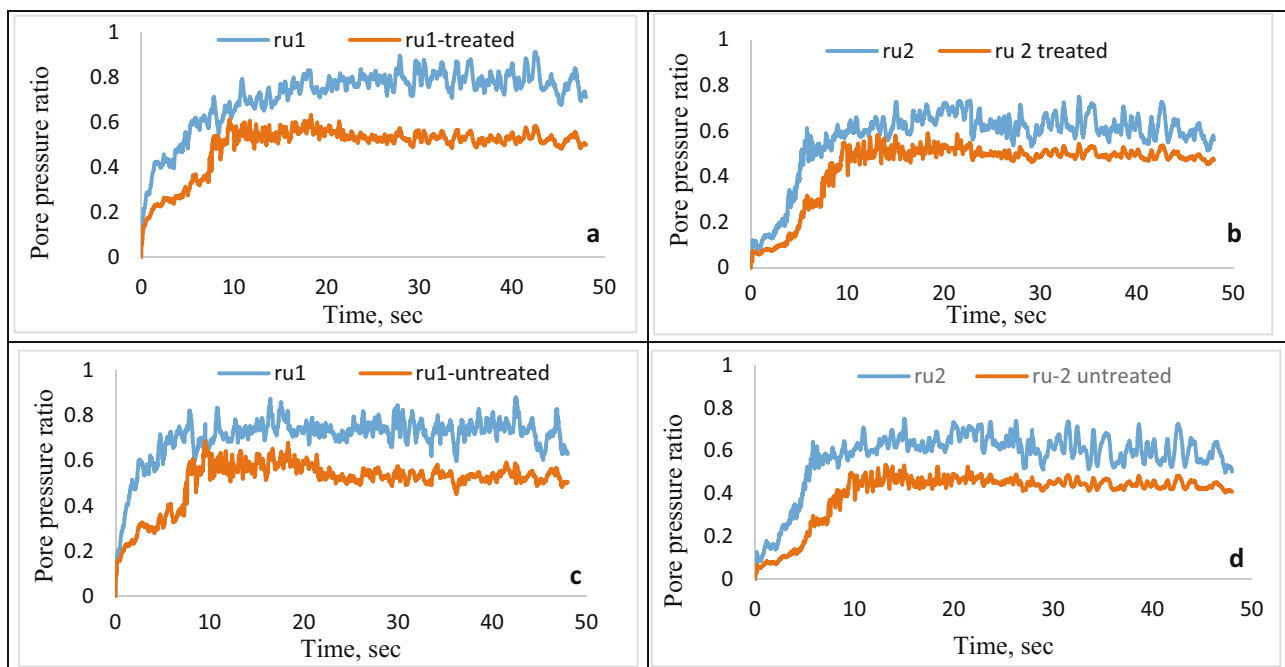 ru1 ru1-treated
1
0.8
0.6
0.4
0.2
0
Pore pressure ratio
0 10 20 30 40 50
Time, sec
a
ru2 ru 2 treated
1
0.8
0.6
0.4
0.2
0
Pore pressure ratio
0 10 20 30 40 50
Time, sec
b
ru1 ru1-untreated
1
0.8
0.6
0.4
0.2
0
Pore pressure ratio
0 10 20 30 40 50
Time, sec
c
ru2 ru-2 untreated
1
0.8
0.6
0.4
0.2
0
Pore pressure ratio
0 10 20 30 40 50
Time, sec
d